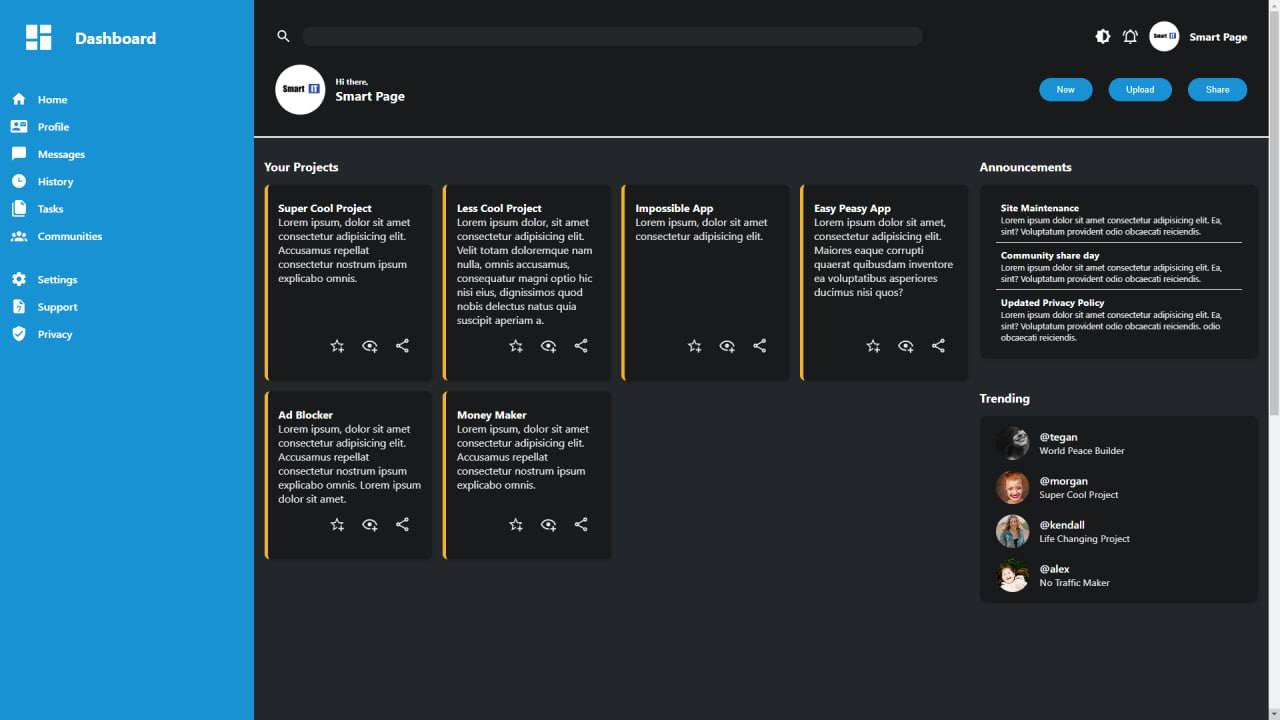 Dashboard
Home
Profile
Messages
History
Tasks
Communities
Settings
Support
Privacy
Smart IT
Smart Page
Smart IT
Hi there,
Smart Page
New
Upload
Share
Your Projects
Super Cool Project
Lorem ipsum, dolor sit amet
consectetur adipisicing elit.
Accusamus repellat
consectetur nostrum ipsum
explicabo omnis.
Less Cool Project
Lorem ipsum dolor, sit amet
consectetur adipisicing elit.
Velit totam doloremque nam
nulla, omnis accusamus,
consequatur magni optio hic
nisi eius, dignissimos quod
nobis delectus natus quia
suscipit aperiam a.
Impossible App
Lorem ipsum dolor sit amet
consectetur adipisicing elit.
Easy Peasy App
Lorem ipsum dolor sit amet,
consectetur adipisicing elit.
Maiores eaque corrupti
quaerat quibusdam inventore
ea voluptatibus asperiores
ducimus nisi quos?
Ad Blocker
Lorem ipsum, dolor sit amet
consectetur adipisicing elit.
Accusamus repellat
consectetur nostrum ipsum
explicabo omnis. Lorem ipsum
dolor sit amet.
Money Maker
Lorem ipsum, dolor sit amet
consectetur adipisicing elit.
Accusamus repellat
consectetur nostrum ipsum
explicabo omnis.
Announcements
Site Maintenance
Lorem ipsum dolor sit amet consectetur adipisicing elit. Ea,
sint? Voluptatum provident odio obcaecati reiciendis.
Community share day
Lorem ipsum dolor sit amet consectetur adipisicing elit. Ea,
sint? Voluptatum provident odio obcaecati reiciendis.
Updated Privacy Policy
Lorem ipsum dolor sit amet consectetur adipisicing elit. Ea,
sint? Voluptatum provident odio obcaecati reiciendis. odio
obcaecati reiciendis.
Trending
@tegan
World Peace Builder
@morgan
Super Cool Project
@kendall
Life Changing Project
@alex
No Traffic Maker